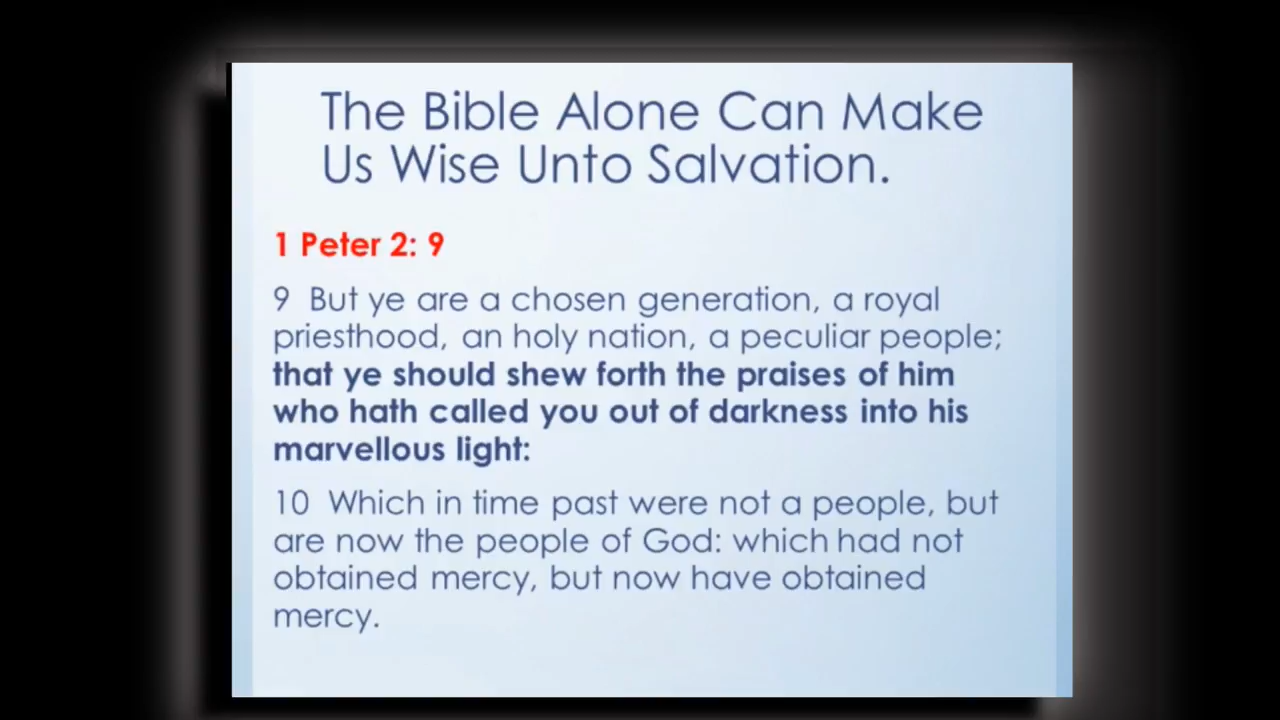 The Bible Alone Can Make
Us Wise Unto Salvation.
1 Peter 2: 9
9 But ye are a chosen generation, a royal
priesthood, an holy nation, a peculiar people;
that ye should shew forth the praises of him
who hath called you out of darkness into his
marvellous light:
10 Which in time past were not a people, but
are now the people of God: which had not
obtained mercy, but now have obtained
mercy.